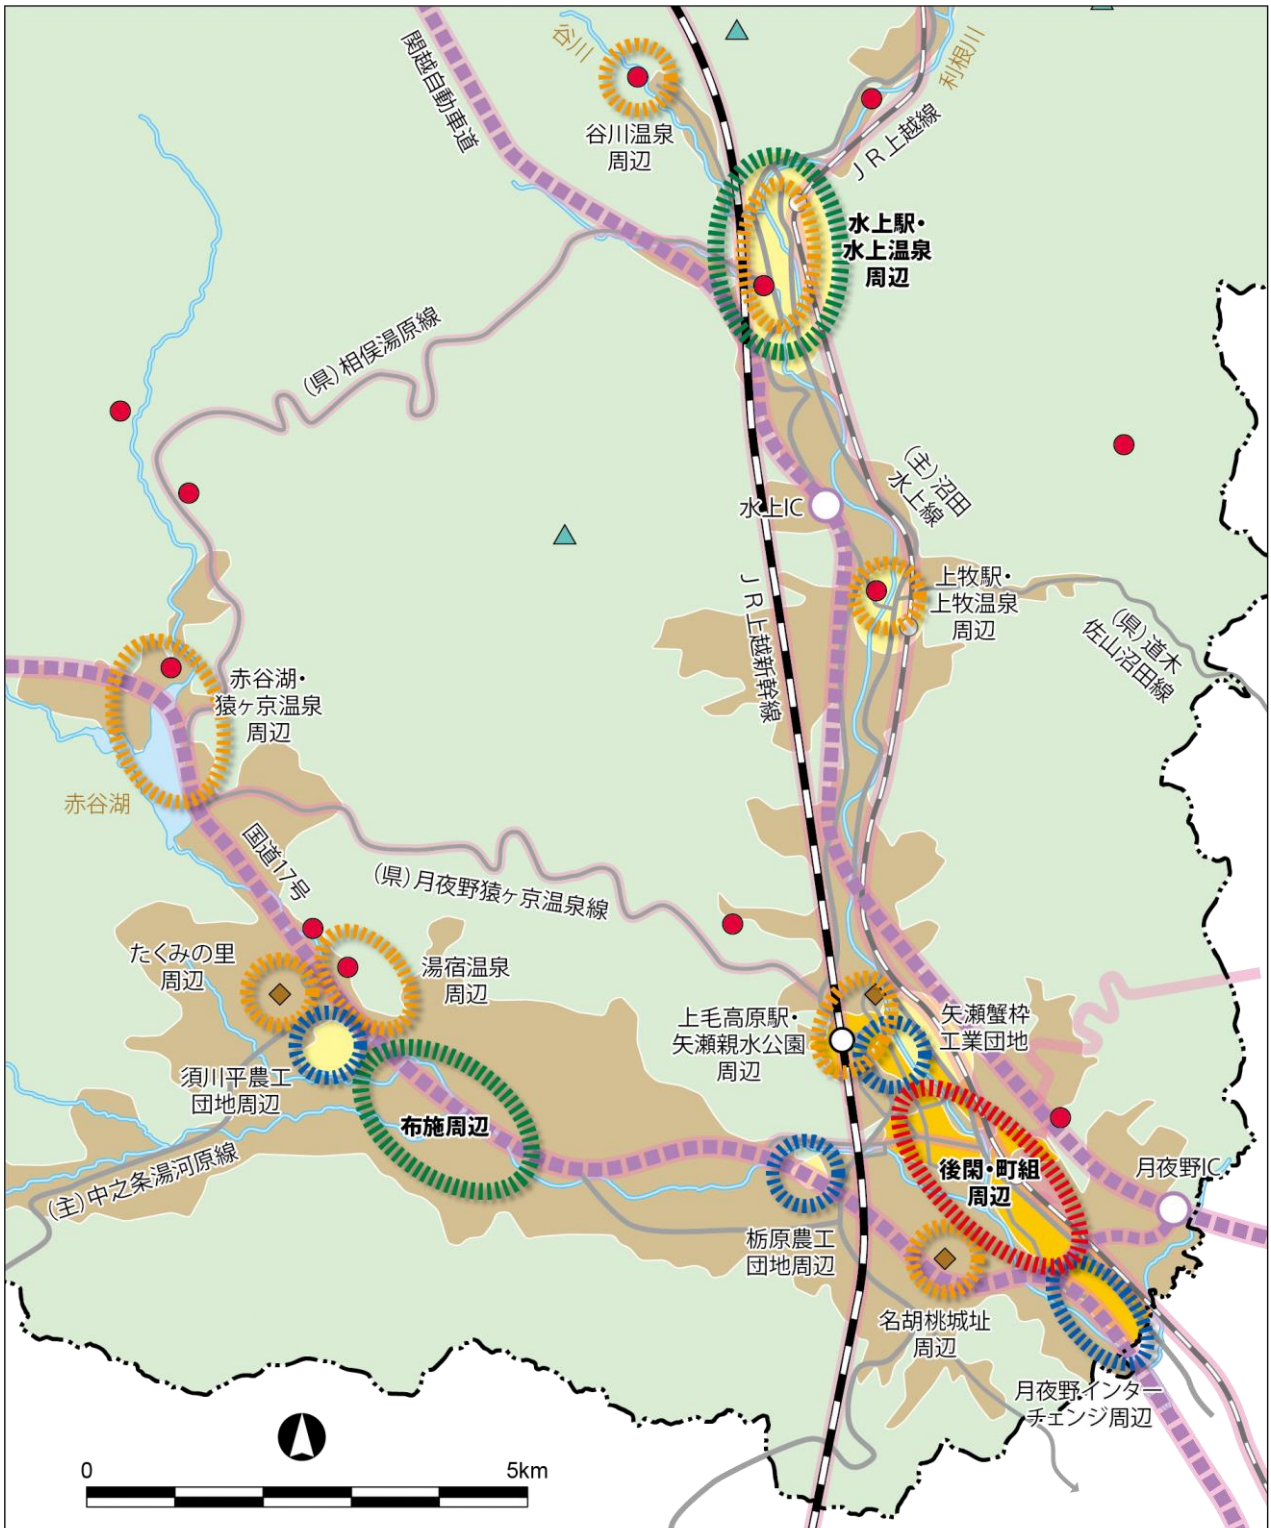 谷川
利根川
関越自動車道
谷川温泉
周辺
JR上越線
水上駅・
水上温泉
周辺
(県)相俣湯原線
(主)沼田
水上線
水上IC
上牧駅・
上牧温泉
周辺
JR上越新幹線
(県)道木
佐山沼田線
赤谷湖・
猿ヶ京温泉
周辺
赤谷湖
国道17号
(県)月夜野猿ヶ京温泉線
たくみの里
周辺
湯宿温泉
周辺
上毛高原駅・
矢瀬親水公園
周辺
矢瀬蟹枠
工業団地
須川平農工
団地周辺
布施周辺
(主)中之条湯河原線
後閑・町組
周辺
月夜野IC
栃原農工
団地周辺
名胡桃城址
周辺
月夜野インター
チェンジ周辺
0
5km